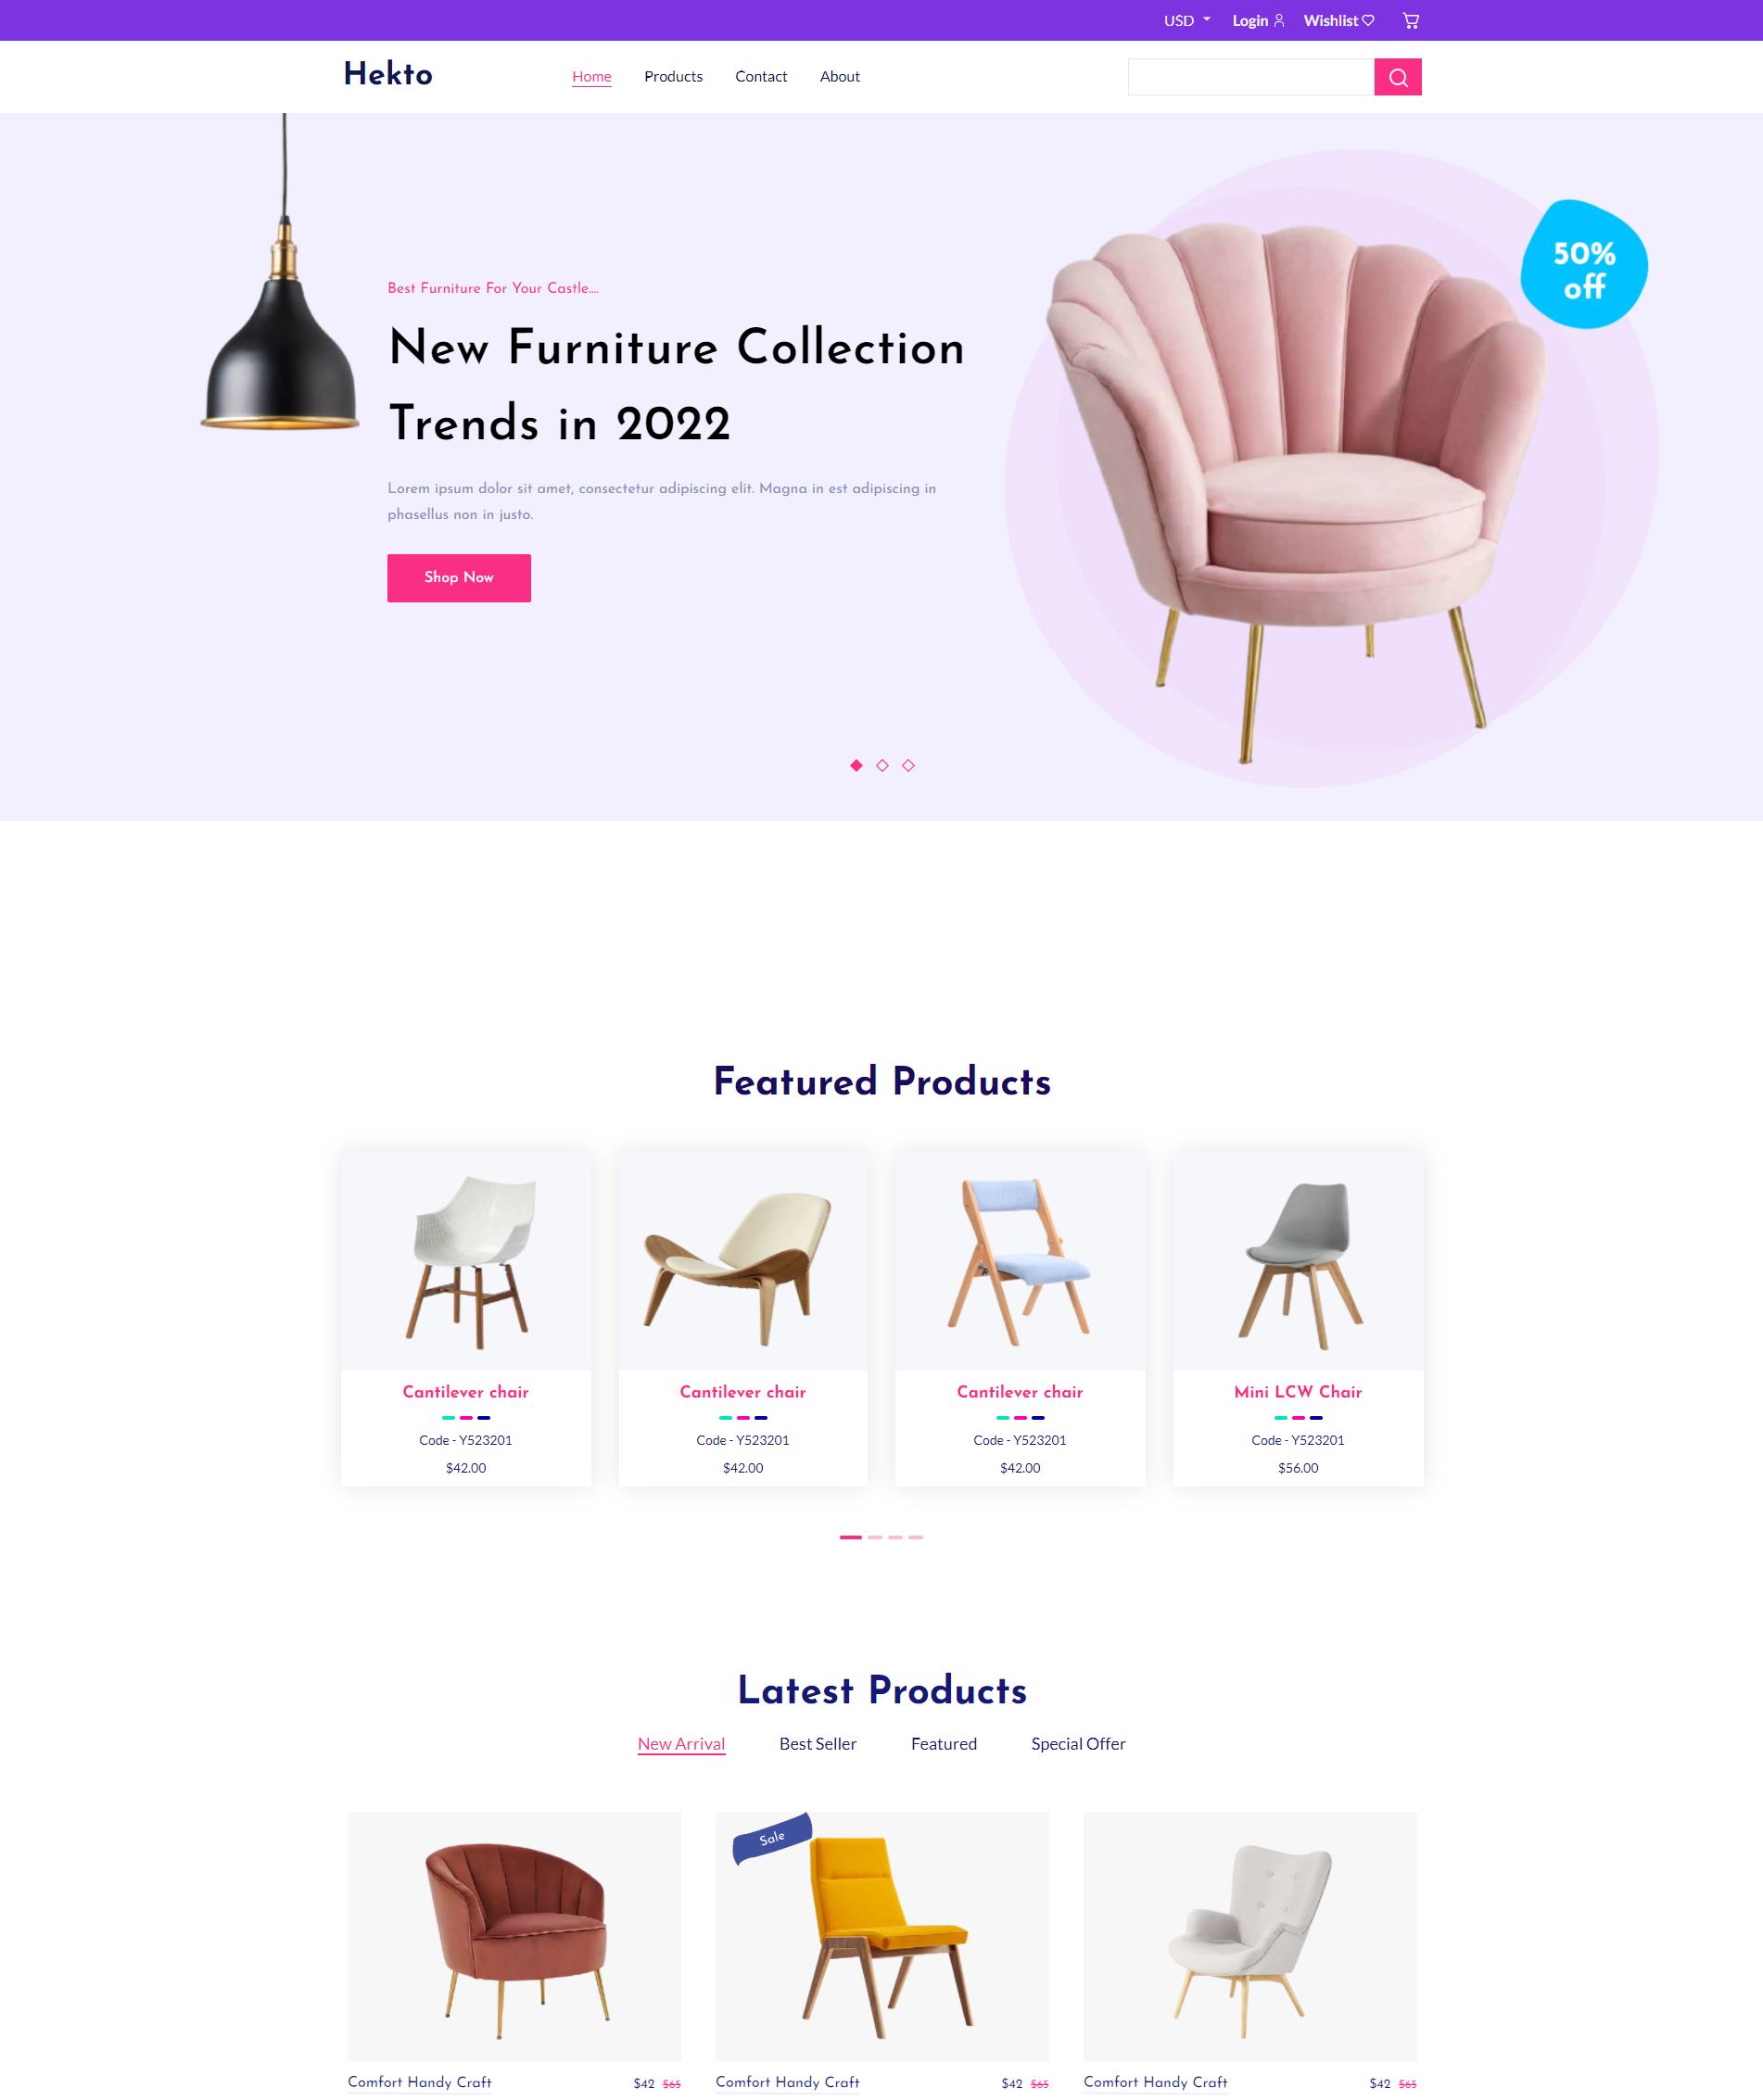 USD Login Wishlist
Hekto Home Products Contact About
50%
off
Best Furniture For Your Castle....
New Furniture Collection
Trends in 2022
Lorem ipsum dolor sit amet, consectetur adipiscing elit. Magna in est adipiscing in
phasellus non in justo.
Shop Now
Featured Products
Cantilever chair Cantilever chair Cantilever chair Mini LCW Chair
Code - Y523201 Code - Y523201 Code - Y523201 Code - Y523201
$42.00 $42.00 $42.00 $56.00
Latest Products
New Arrival Best Seller Featured Special Offer
Sale
Comfort Handy Craft $42 $65 Comfort Handy Craft $42 $65 Comfort Handy Craft $42 $65